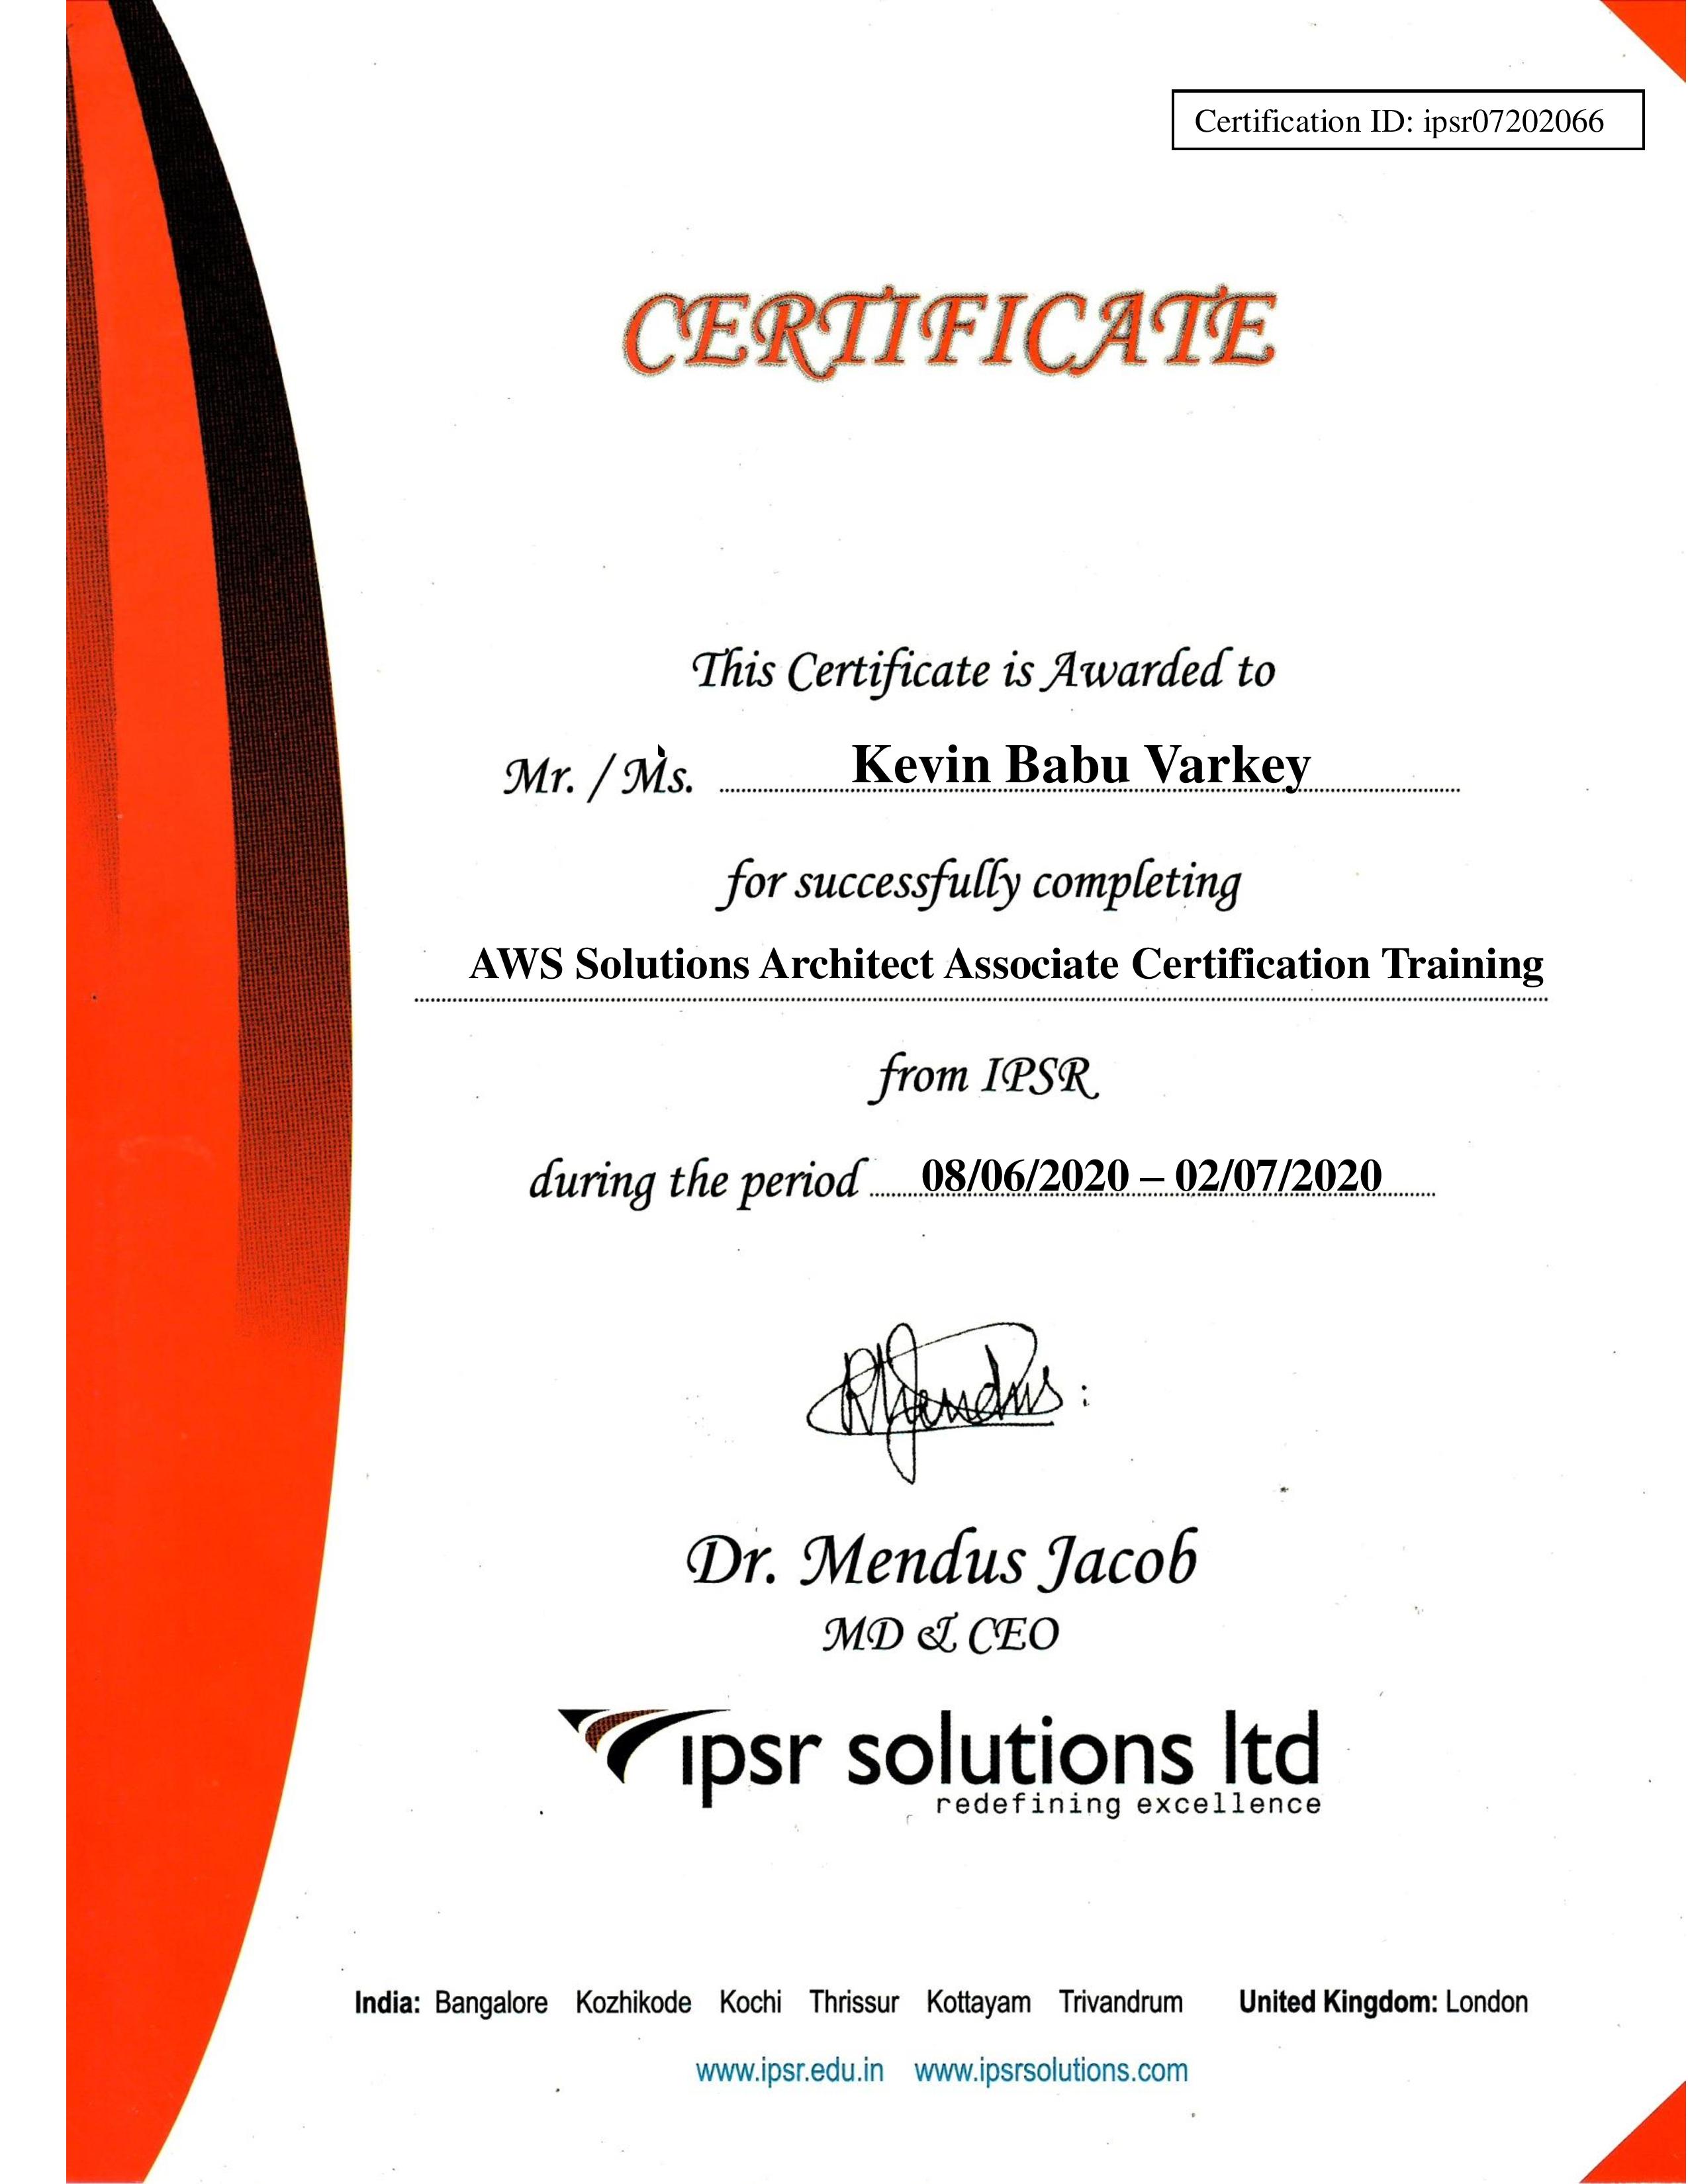 Certification ID: ipsr07202066
CERTIFICATE
This Certificate is Awarded to
Mr. / Ms. Kevin Babu Varkey
for successfully completing
AWS Solutions Architect Associate Certification Training
from IPSR
during the period 08/06/2020 – 02/07/2020
Dr. Mendus Jacob
MD & CEO
ipsr solutions ltd
redefining excellence
India: Bangalore Kozhikode Kochi Thrissur Kottayam Trivandrum United Kingdom: London
www.ipsr.edu.in www.ipsrsolutions.com